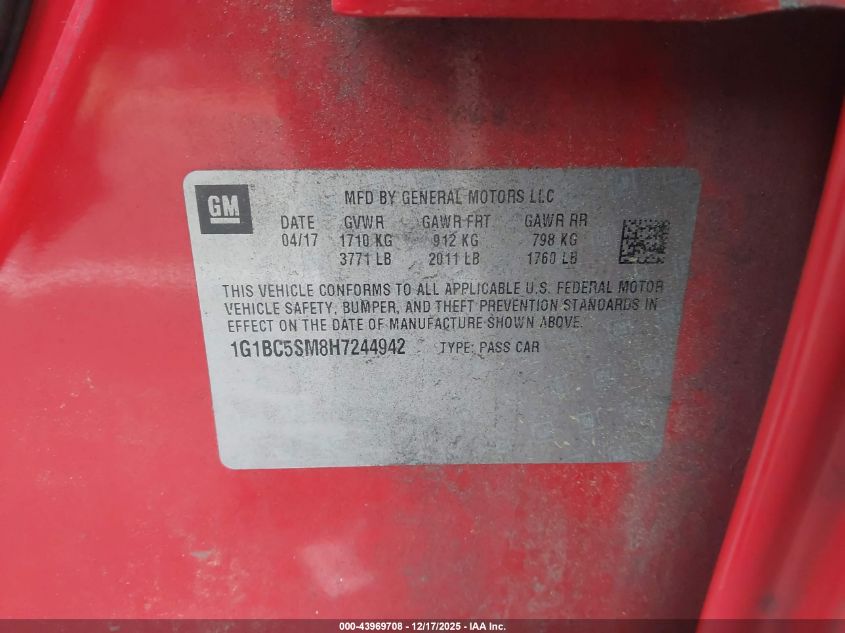 GM
MFD BY GENERAL MOTORS LLC
DATE GVWR GAWR FRT GAWR RR
04/17 1710 KG 912 KG 798 KG
3771 LB 2011 LB 1760 LB
THIS VEHICLE CONFORMS TO ALL APPLICABLE U.S. FEDERAL MOTOR
VEHICLE SAFETY, BUMPER, AND THEFT PREVENTION STANDARDS IN
EFFECT ON THE DATE OF MANUFACTURE SHOWN ABOVE.
1G1BC5SM8H7244942 TYPE: PASS CAR
000-43969708 - 12/17/2025 - IAA Inc.